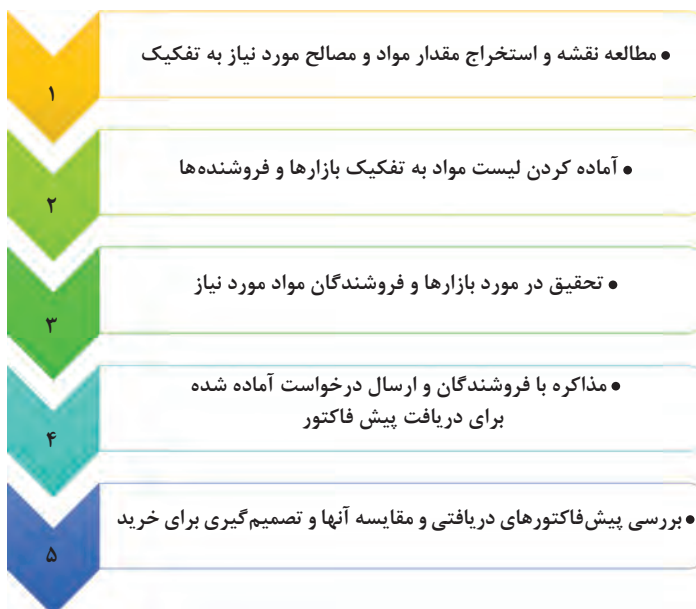 • مطالعه نقشه و استخراج مقدار مواد و مصالح مورد نیاز به تفکیک
۱
• آماده کردن لیست مواد به تفکیک بازارها و فروشنده‌ها
۲
• تحقیق در مورد بازارها و فروشندگان مواد مورد نیاز
۳
• مذاکره با فروشندگان و ارسال درخواست آماده شده
برای دریافت پیش فاکتور
۴
• بررسی پیش‌فاکتورهای دریافتی و مقایسه آنها و تصمیم‌گیری برای خرید
۵